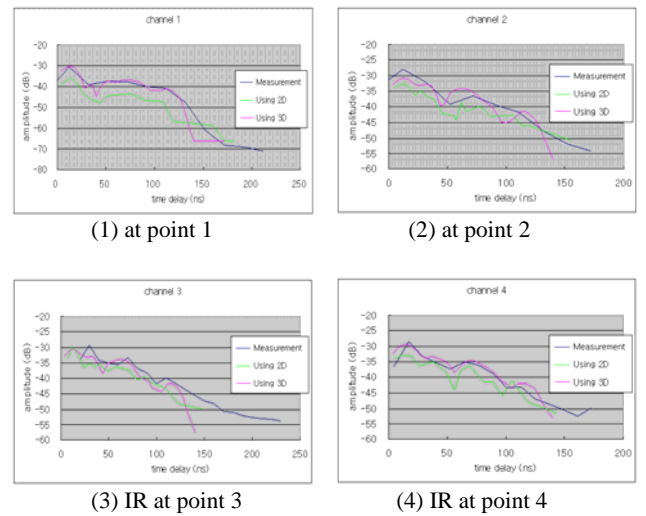 channel 1
-20
-30
-40
-50
-60
-70
-80
amplitude (dB)
0 50 100 150 200 250
time delay (ns)
Measurement
Using 2D
Using 3D
(1) at point 1
channel 2
-20
-25
-30
-35
-40
-45
-50
-55
-60
amplitude (dB)
0 50 100 150 200
time delay (ns)
Measurement
Using 2D
Using 3D
(2) at point 2
channel 3
-20
-25
-30
-35
-40
-45
-50
-55
-60
amplitude (dB)
0 50 100 150 200 250
time delay (ns)
Measurement
Using 2D
Using 3D
(3) IR at point 3
channel 4
-20
-25
-30
-35
-40
-45
-50
-55
-60
amplitude (dB)
0 50 100 150 200
time delay (ns)
Measurement
Using 2D
Using 3D
(4) IR at point 4